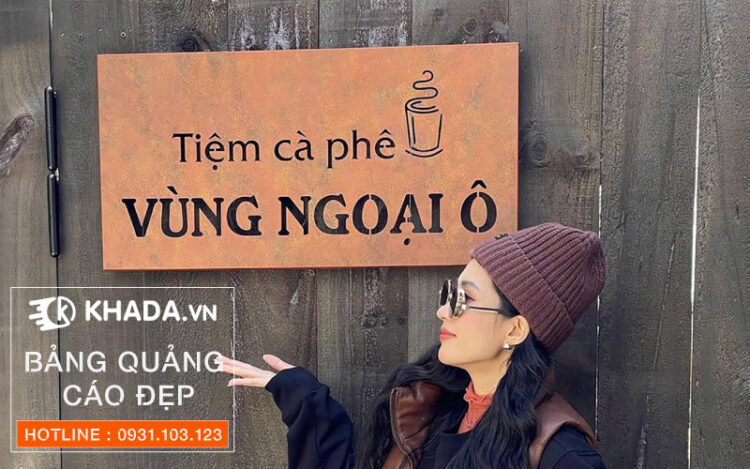 Tiệm cà phê
VÙNG NGOẠI Ô
KHADA.VN
BẢNG QUẢNG
CÁO ĐẸP
HOTLINE : 0931.103.123